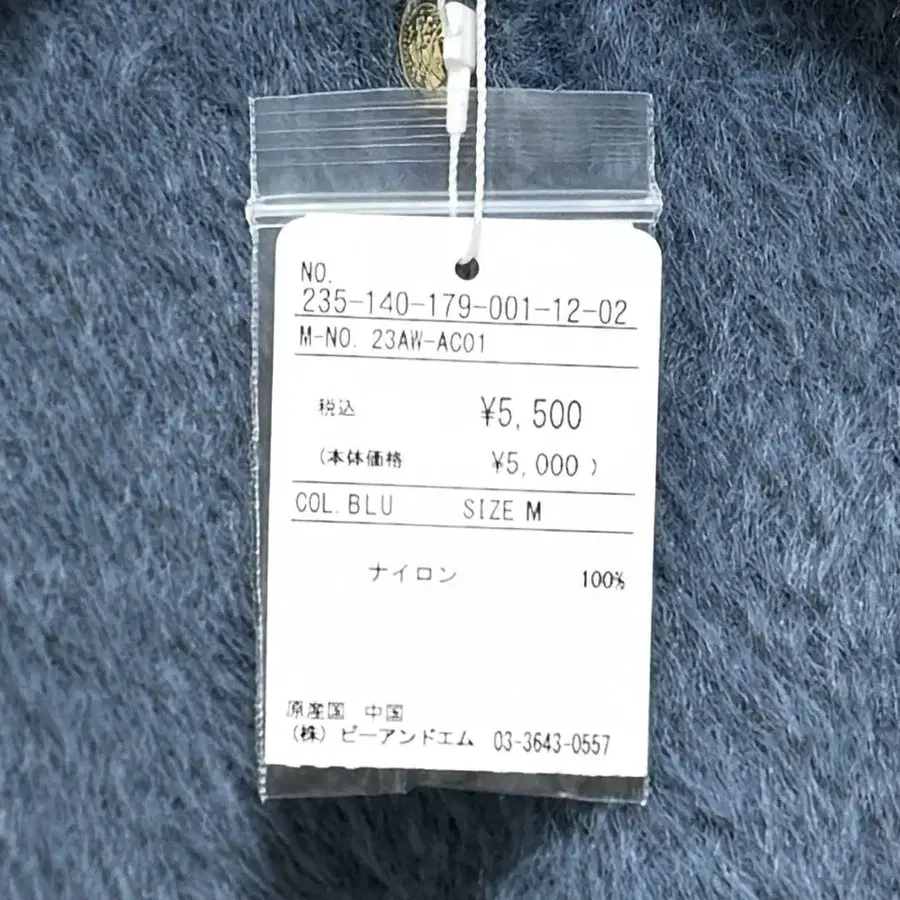 NO.
235-140-179-001-12-02
M-NO. 23AW-AC01
税込 ¥5,500
(本体価格 ¥5,000)
COL. BLU SIZE M
ナイロン 100%
原産国 中国
(株) ビーアンドエム 03-3643-0557